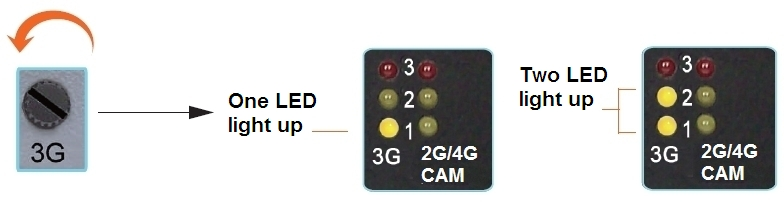 3G
One LED
light up
3
2
1
3G
2G/4G
CAM
Two LED
light up
3
2
1
3G
2G/4G
CAM